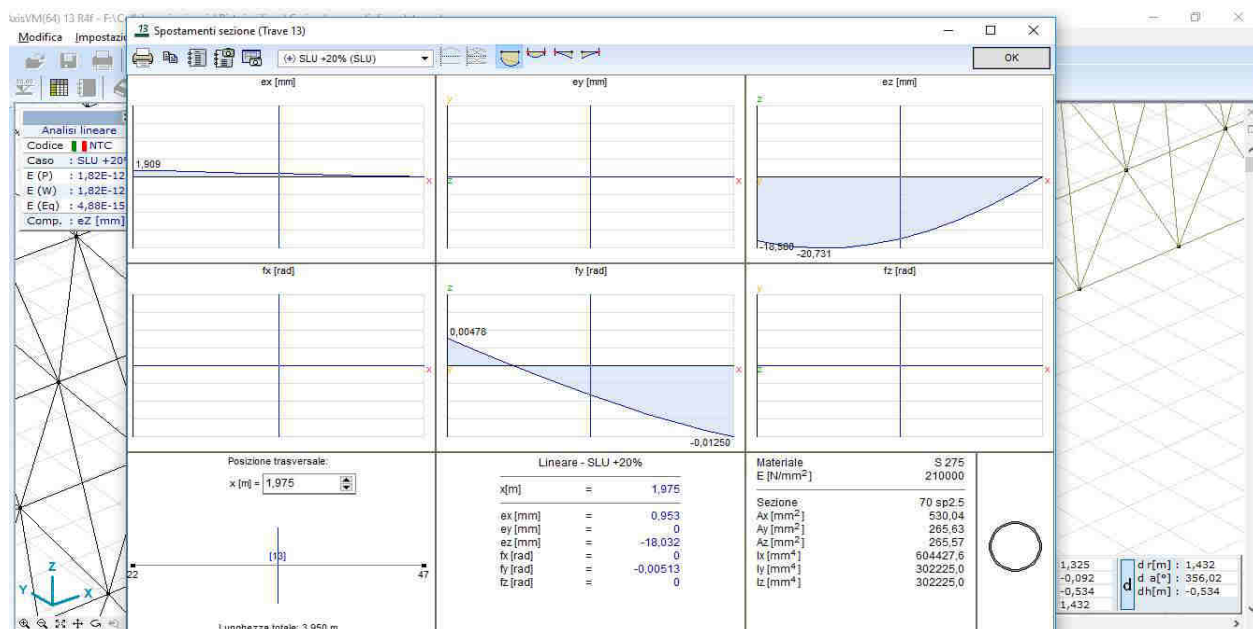 AxisVM(64) 13 R4f - F:\C
13 Spostamenti sezione (Trave 13)
Modifica
(+) SLU +20% (SLU)
OK
ex [mm]
ey [mm]
ez [mm]
y
z
Analisi lineare
Codice NTC
Caso : SLU +20%
E (P) : 1,82E-12
E (W) : 1,82E-12
E (Eq) : 4,88E-15
Comp. : eZ [mm]
1,909
x
z
x
y
x
-18,580
-20,731
fx [rad]
fy [rad]
fz [rad]
z
y
0,00478
x
y
x
z
x
-0,01250
Posizione trasversale:
x [m] = 1,975
[13]
22
47
Lunghezza totale: 3,950 m
Lineare - SLU +20%
x[m] = 1,975
ex [mm] = 0,953
ey [mm] = 0
ez [mm] = -18,032
fx [rad] = 0
fy [rad] = -0,00513
fz [rad] = 0
Materiale S 275
E [N/mm²] 210000
Sezione 70 sp2.5
Ax [mm²] 530,04
Ay [mm²] 265,63
Az [mm²] 265,57
Ix [mm⁴] 604427,6
Iy [mm⁴] 302225,0
Iz [mm⁴] 302225,0
Z
Y
X
1,325
-0,092
-0,534
1,432
d
d r[m] : 1,432
d a[°] : 356,02
dh[m] : -0,534